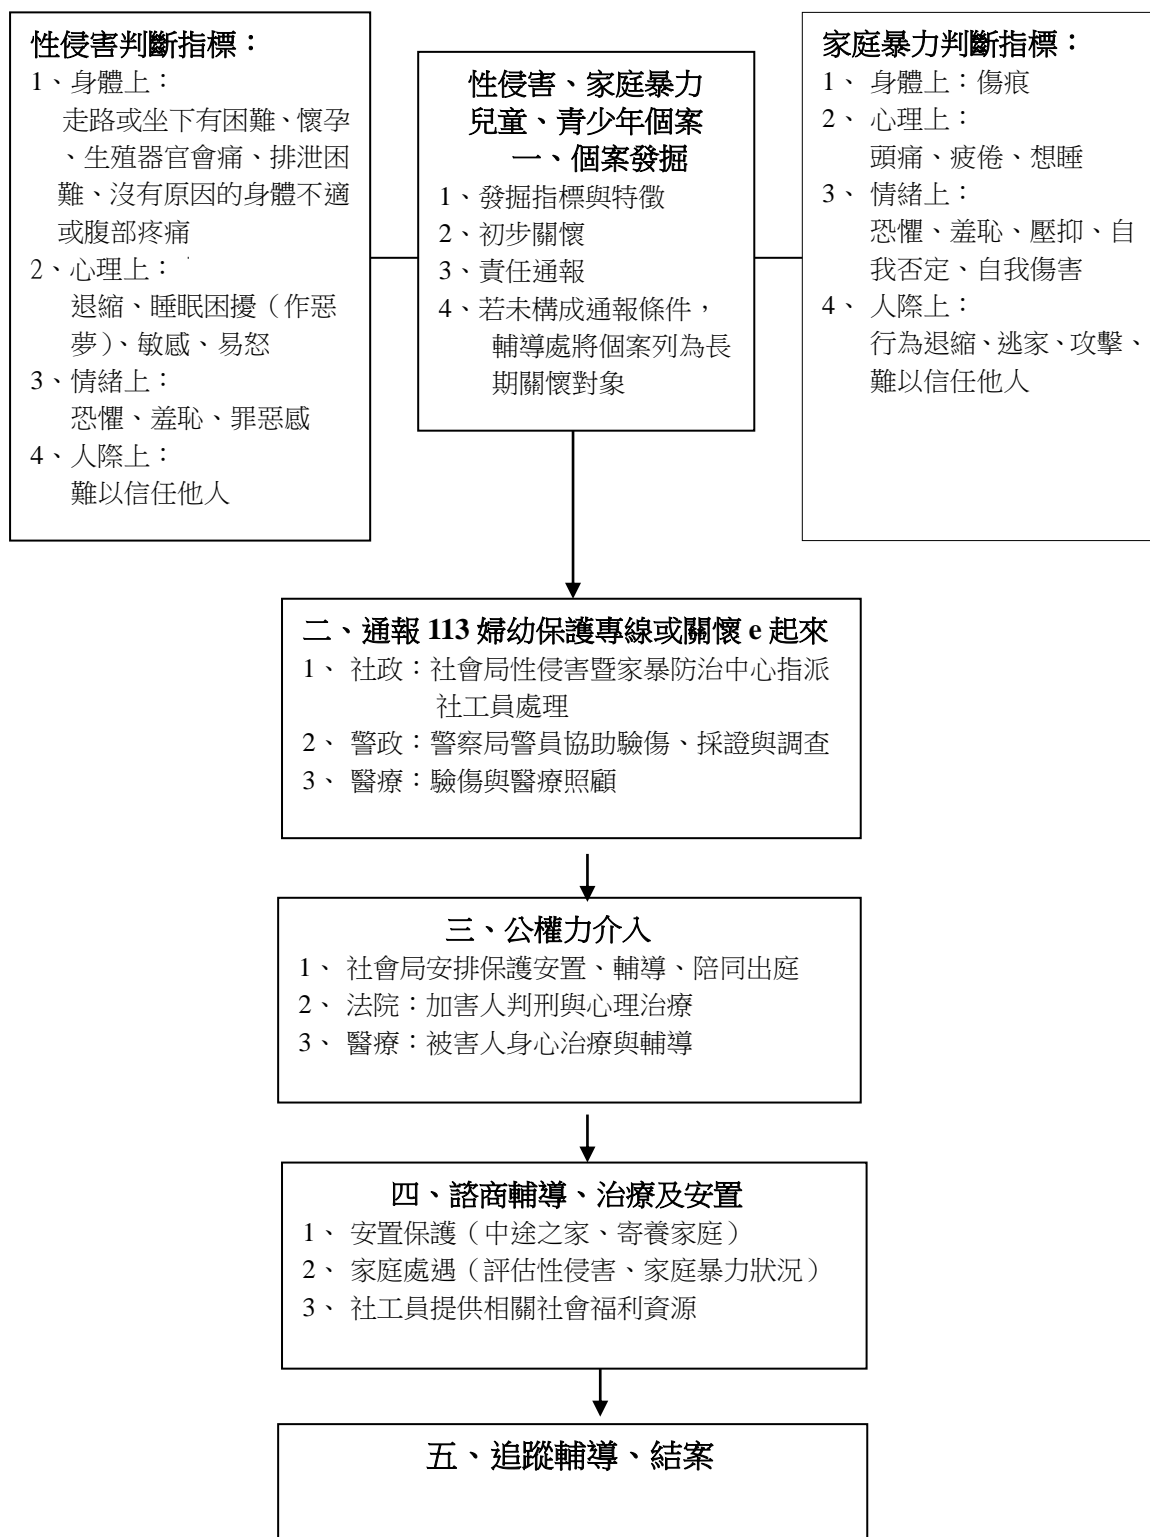 性侵害判斷指標：
1、身體上：
走路或坐下有困難、懷孕
、生殖器官會痛、排泄困
難、沒有原因的身體不適
或腹部疼痛
2、心理上：
退縮、睡眠困擾（作惡
夢）、敏感、易怒
3、情緒上：
恐懼、羞恥、罪惡感
4、人際上：
難以信任他人
性侵害、家庭暴力
兒童、青少年個案
一、個案發掘
1、發掘指標與特徵
2、初步關懷
3、責任通報
4、若未構成通報條件，
輔導處將個案列為長
期關懷對象
家庭暴力判斷指標：
1、 身體上：傷痕
2、 心理上：
頭痛、疲倦、想睡
3、 情緒上：
恐懼、羞恥、壓抑、自
我否定、自我傷害
4、 人際上：
行為退縮、逃家、攻擊、
難以信任他人
二、通報 113 婦幼保護專線或關懷 e 起來
1、 社政：社會局性侵害暨家暴防治中心指派
社工員處理
2、 警政：警察局警員協助驗傷、採證與調查
3、 醫療：驗傷與醫療照顧
三、公權力介入
1、 社會局安排保護安置、輔導、陪同出庭
2、 法院：加害人判刑與心理治療
3、 醫療：被害人身心治療與輔導
四、諮商輔導、治療及安置
1、 安置保護（中途之家、寄養家庭）
2、 家庭處遇（評估性侵害、家庭暴力狀況）
3、 社工員提供相關社會福利資源
五、追蹤輔導、結案